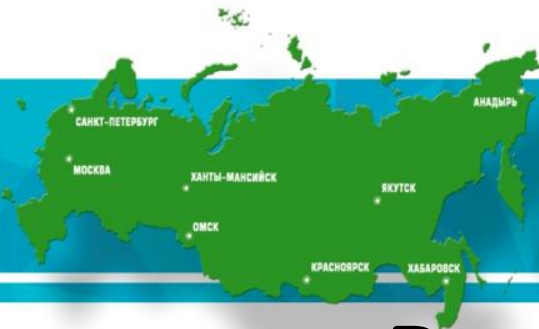 АНАДЫРЬ
САНКТ-ПЕТЕРБУРГ
МОСКВА
ХАНТЫ-МАНСИЙСК
ЯКУТСК
ОМСК
КРАСНОЯРСК
ХАБАРОВСК